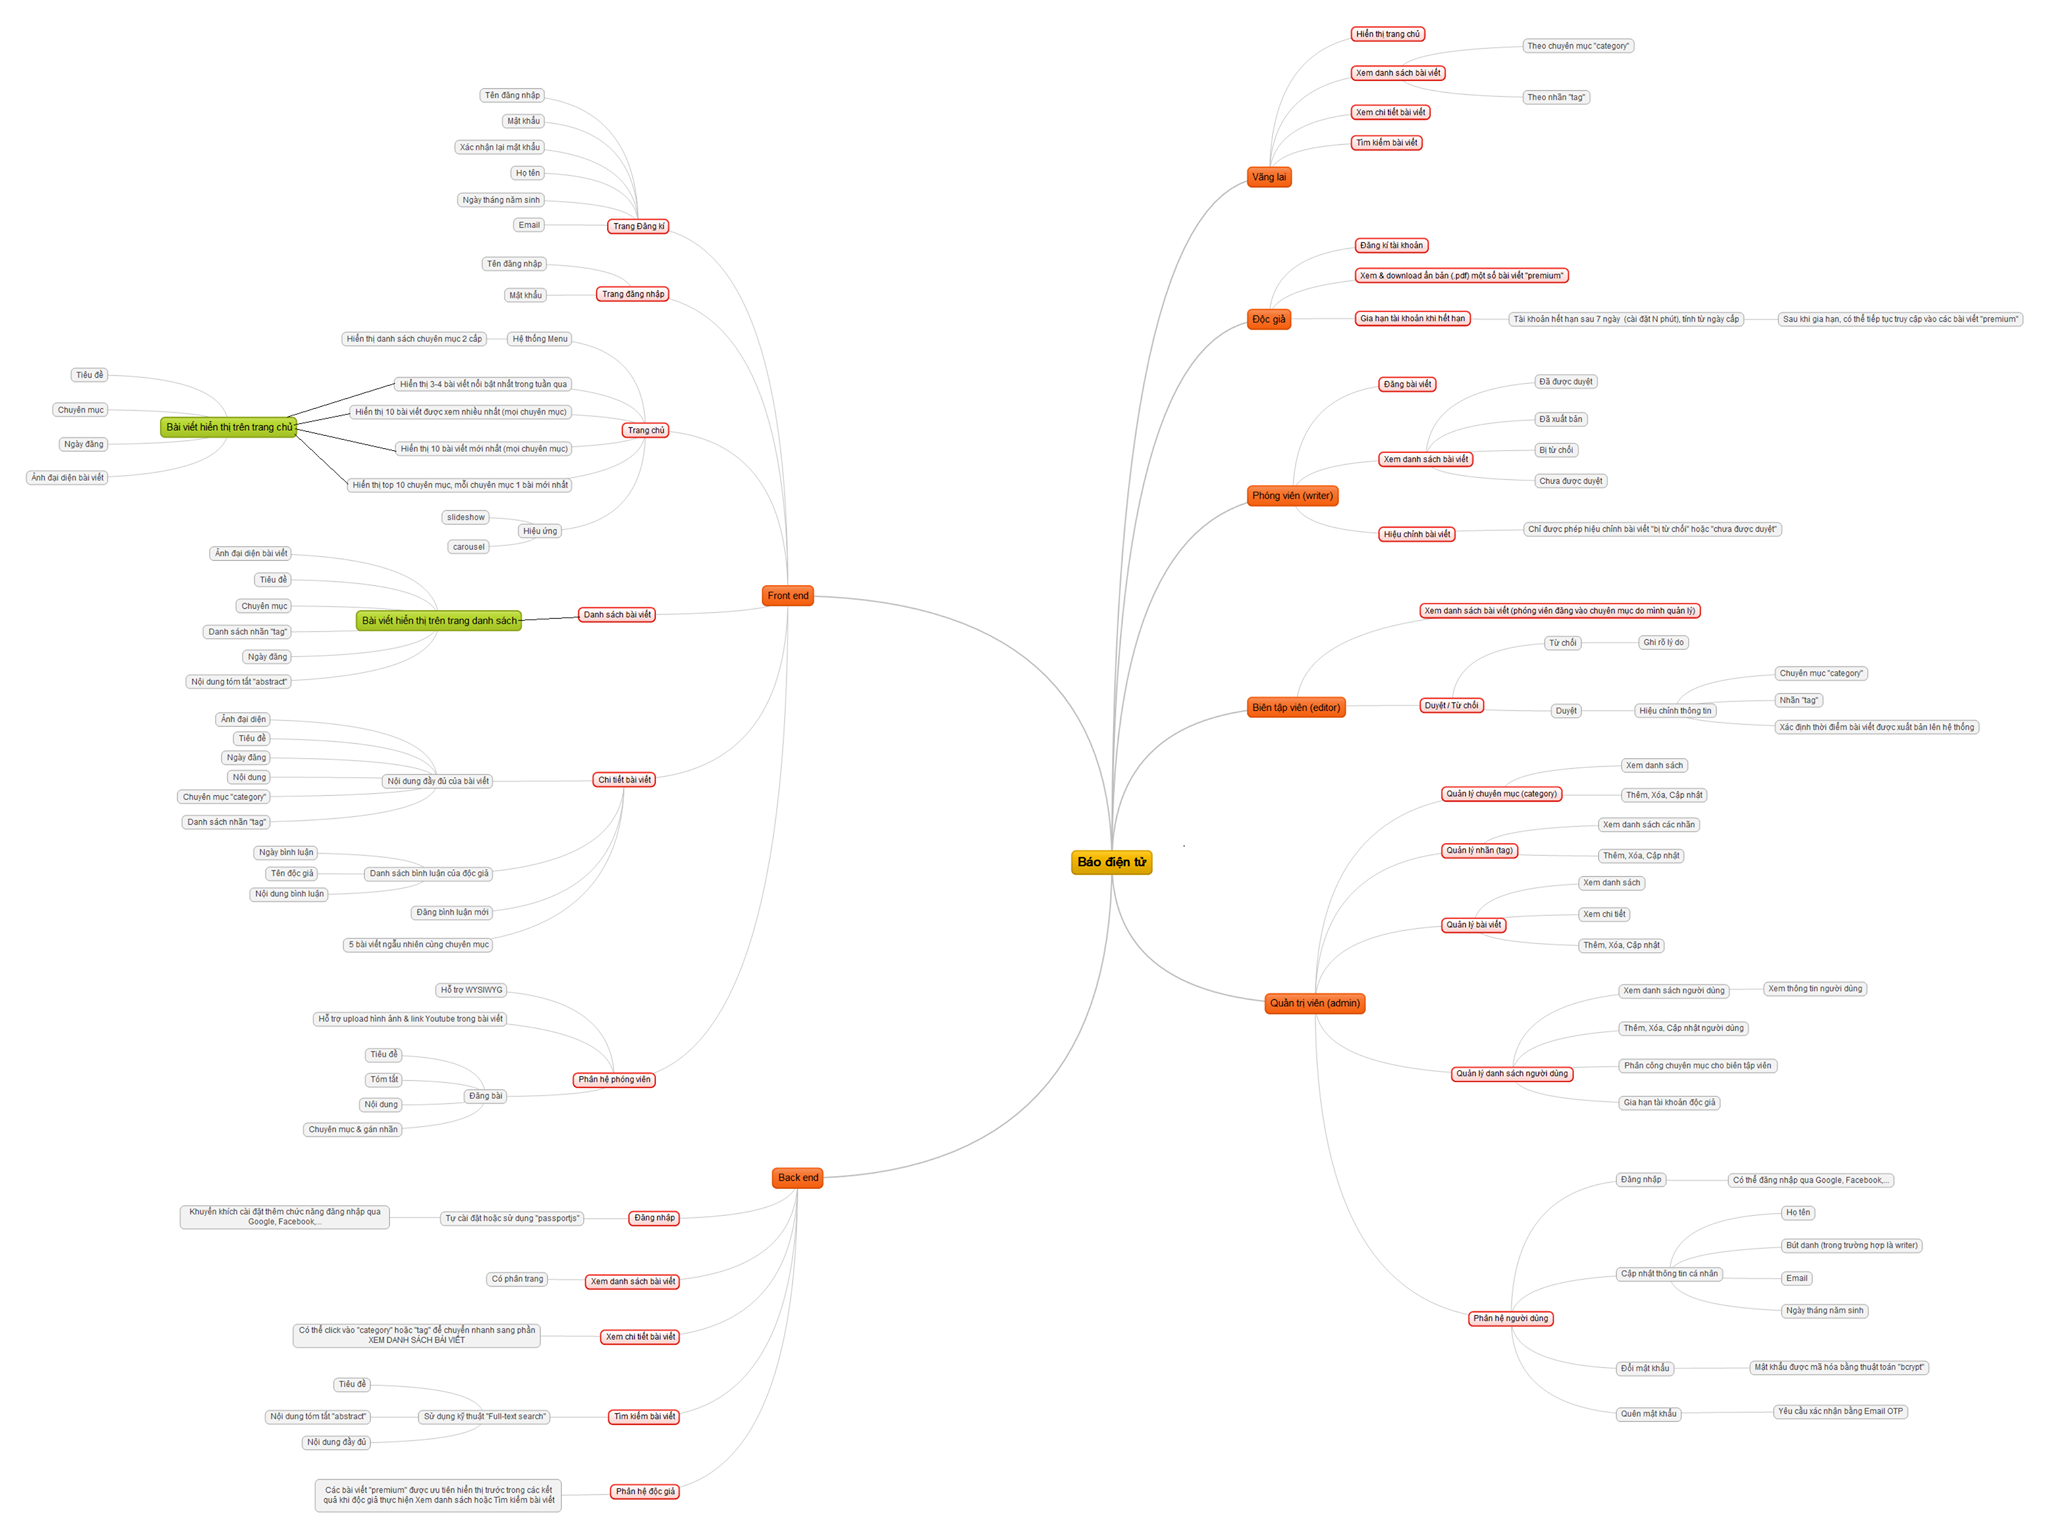 Báo điện tử
Vãng lai
Hiển thị trang chủ
Xem danh sách bài viết
Theo chuyên mục "category"
Theo nhãn "tag"
Xem chi tiết bài viết
Tìm kiếm bài viết
Độc giả
Đăng kí tài khoản
Xem & download ấn bản (.pdf) một số bài viết "premium"
Gia hạn tài khoản khi hết hạn
Tài khoản hết hạn sau 7 ngày (cài đặt N phút), tính từ ngày cấp
Sau khi gia hạn, có thể tiếp tục truy cập vào các bài viết "premium"
Phóng viên (writer)
Đăng bài viết
Xem danh sách bài viết
Đã được duyệt
Đã xuất bản
Bị từ chối
Chưa được duyệt
Hiệu chỉnh bài viết
Chỉ được phép hiệu chỉnh bài viết "bị từ chối" hoặc "chưa được duyệt"
Biên tập viên (editor)
Xem danh sách bài viết (phóng viên đăng vào chuyên mục do mình quản lý)
Duyệt / Từ chối
Từ chối
Ghi rõ lý do
Duyệt
Hiệu chỉnh thông tin
Chuyên mục "category"
Nhãn "tag"
Xác định thời điểm bài viết được xuất bản lên hệ thống
Quản trị viên (admin)
Quản lý chuyên mục (category)
Xem danh sách
Thêm, Xóa, Cập nhật
Quản lý nhãn (tag)
Xem danh sách các nhãn
Thêm, Xóa, Cập nhật
Quản lý bài viết
Xem danh sách
Xem chi tiết
Thêm, Xóa, Cập nhật
Quản lý danh sách người dùng
Xem danh sách người dùng
Xem thông tin người dùng
Thêm, Xóa, Cập nhật người dùng
Phân công chuyên mục cho biên tập viên
Gia hạn tài khoản độc giả
Phân hệ người dùng
Đăng nhập
Có thể đăng nhập qua Google, Facebook,...
Cập nhật thông tin cá nhân
Họ tên
Bút danh (trong trường hợp là writer)
Email
Ngày tháng năm sinh
Đổi mật khẩu
Mật khẩu được mã hóa bằng thuật toán "bcrypt"
Quên mật khẩu
Yêu cầu xác nhận bằng Email OTP
Front end
Trang Đăng kí
Tên đăng nhập
Mật khẩu
Xác nhận lại mật khẩu
Họ tên
Ngày tháng năm sinh
Email
Trang đăng nhập
Tên đăng nhập
Mật khẩu
Trang chủ
Hệ thống Menu
Hiển thị danh sách chuyên mục 2 cấp
Hiển thị 3-4 bài viết nổi bật nhất trong tuần qua
Hiển thị 10 bài viết được xem nhiều nhất (mọi chuyên mục)
Hiển thị 10 bài viết mới nhất (mọi chuyên mục)
Hiển thị top 10 chuyên mục, mỗi chuyên mục 1 bài mới nhất
Hiệu ứng
slideshow
carousel
Bài viết hiển thị trên trang chủ
Tiêu đề
Chuyên mục
Ngày đăng
Ảnh đại diện bài viết
Danh sách bài viết
Bài viết hiển thị trên trang danh sách
Ảnh đại diện bài viết
Tiêu đề
Chuyên mục
Danh sách nhãn "tag"
Ngày đăng
Nội dung tóm tắt "abstract"
Chi tiết bài viết
Nội dung đầy đủ của bài viết
Ảnh đại diện
Tiêu đề
Ngày đăng
Nội dung
Chuyên mục "category"
Danh sách nhãn "tag"
Danh sách bình luận của độc giả
Ngày bình luận
Tên độc giả
Nội dung bình luận
Đăng bình luận mới
5 bài viết ngẫu nhiên cùng chuyên mục
Phân hệ phóng viên
Hỗ trợ WYSIWYG
Hỗ trợ upload hình ảnh & link Youtube trong bài viết
Đăng bài
Tiêu đề
Tóm tắt
Nội dung
Chuyên mục & gán nhãn
Back end
Đăng nhập
Tự cài đặt hoặc sử dụng "passportjs"
Khuyến khích cài đặt thêm chức năng đăng nhập qua
Google, Facebook,...
Xem danh sách bài viết
Có phân trang
Xem chi tiết bài viết
Có thể click vào "category" hoặc "tag" để chuyển nhanh sang phần
XEM DANH SÁCH BÀI VIẾT
Tìm kiếm bài viết
Sử dụng kỹ thuật "Full-text search"
Tiêu đề
Nội dung tóm tắt "abstract"
Nội dung đầy đủ
Phân hệ độc giả
Các bài viết "premium" được ưu tiên hiển thị trước trong các kết
quả khi độc giả thực hiện Xem danh sách hoặc Tìm kiếm bài viết